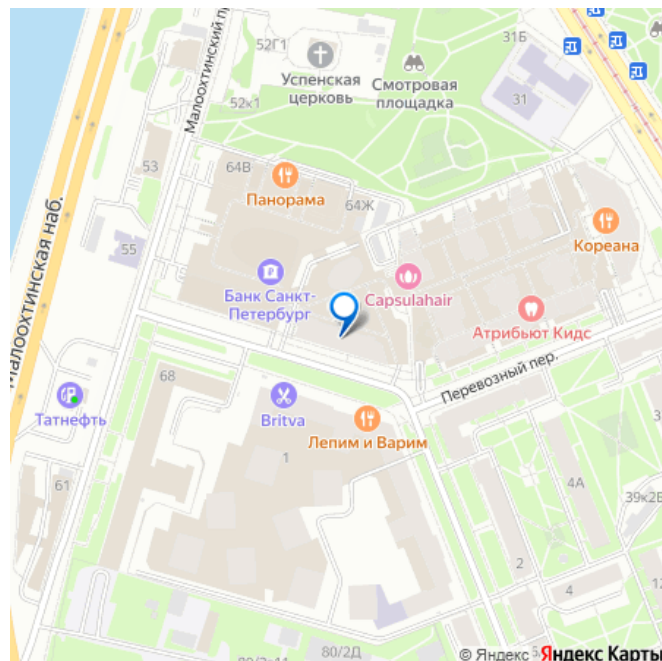 Малоохтинский пр.
52Г1
Успенская
церковь
Смотровая
площадка
31Б
31
52к1
53
64В
Панорама
64Ж
Малоохтинская наб.
55
Кореана
Банк Санкт-
Петербург
Capsulahair
Атрибьют Кидс
Перевозный пер.
68
Татнефть
Britva
Лепим и Варим
1
61
4А
39к2В
2
4
12
80/2Д
© Яндекс
Яндекс Карты